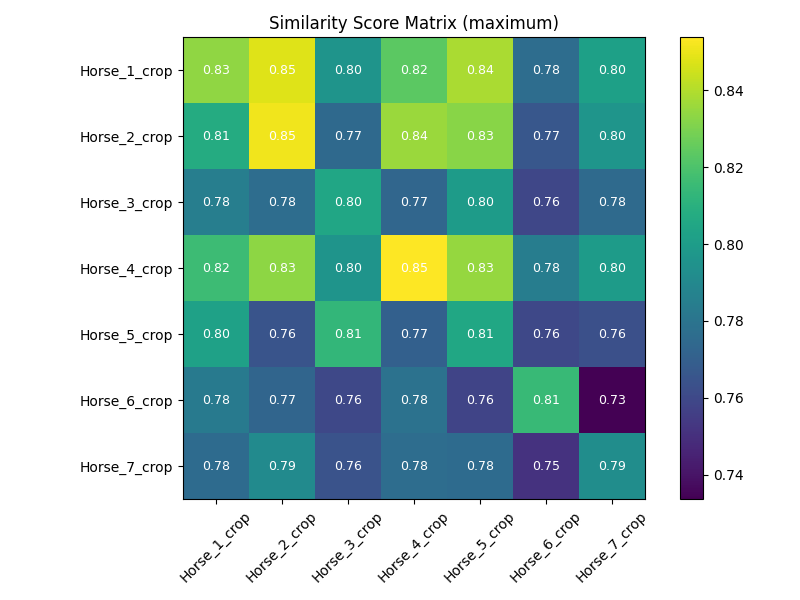 Similarity Score Matrix (maximum)
Horse_1_crop 0.83 0.85 0.80 0.82 0.84 0.78 0.80
Horse_2_crop 0.81 0.85 0.77 0.84 0.83 0.77 0.80
Horse_3_crop 0.78 0.78 0.80 0.77 0.80 0.76 0.78
Horse_4_crop 0.82 0.83 0.80 0.85 0.83 0.78 0.80
Horse_5_crop 0.80 0.76 0.81 0.77 0.81 0.76 0.76
Horse_6_crop 0.78 0.77 0.76 0.78 0.76 0.81 0.73
Horse_7_crop 0.78 0.79 0.76 0.78 0.78 0.75 0.79
Horse_1_crop Horse_2_crop Horse_3_crop Horse_4_crop Horse_5_crop Horse_6_crop Horse_7_crop
0.84
0.82
0.80
0.78
0.76
0.74